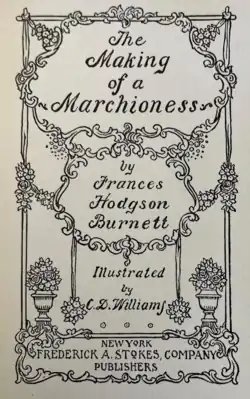 The
Making
of a
Marchioness
by
Frances
Hodgson
Burnett
Illustrated
by
C.D. Williams
NEW YORK
FREDERICK A. STOKES, COMPANY
PUBLISHERS